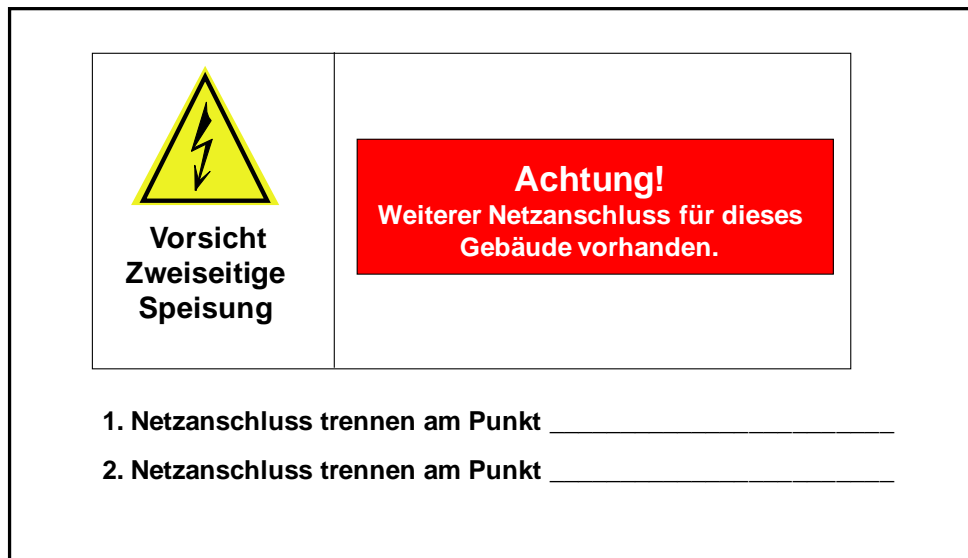 Vorsicht
Zweiseitige
Speisung
Achtung!
Weiterer Netzanschluss für dieses
Gebäude vorhanden.
1. Netzanschluss trennen am Punkt ________________________
2. Netzanschluss trennen am Punkt ________________________